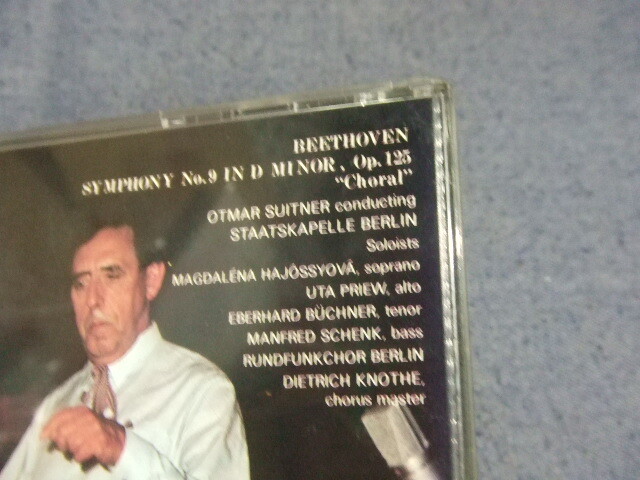 BEETHOVEN
SYMPHONY No.9 IN D MINOR, Op.125
"Choral"
OTMAR SUITNER conducting
STAATSKAPELLE BERLIN
Soloists
MAGDALÉNA HAJÓSSYOVÁ, soprano
UTA PRIEW, alto
EBERHARD BÜCHNER, tenor
MANFRED SCHENK, bass
RUNDFUNKCHOR BERLIN
DIETRICH KNOTHE,
chorus master